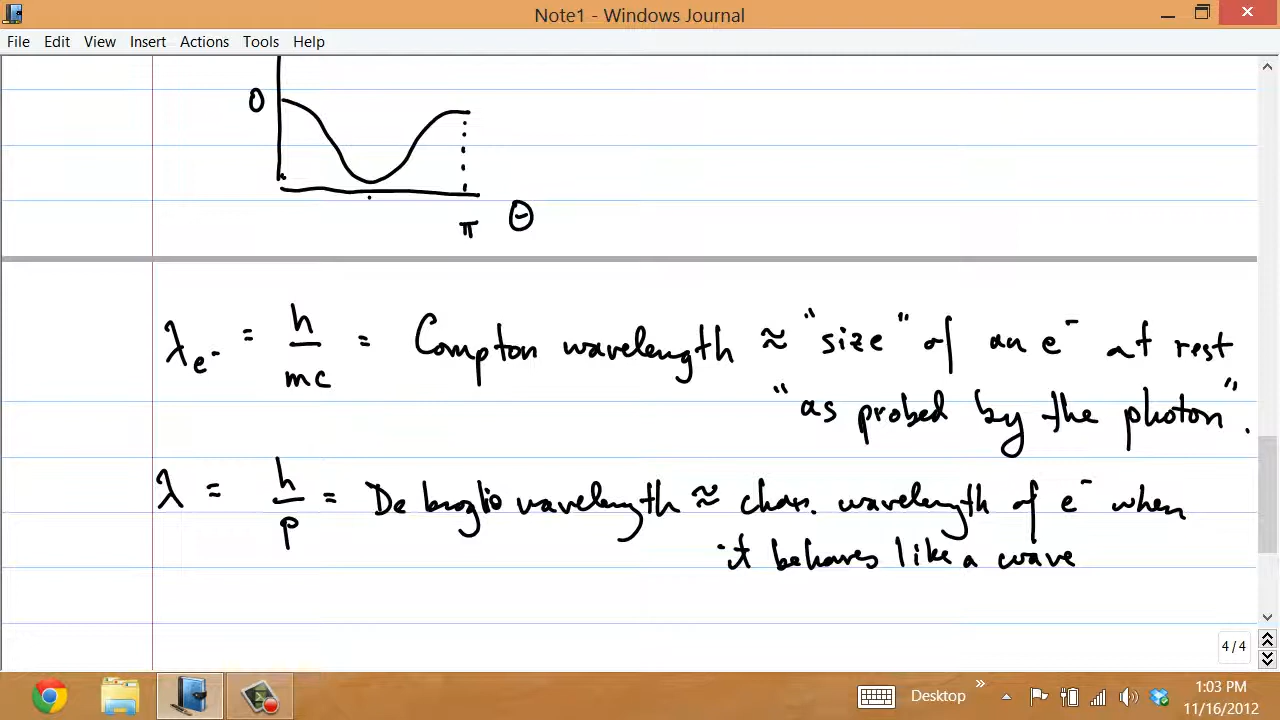 Note1 - Windows Journal
File Edit View Insert Actions Tools Help
0
π θ
λe- = h/mc = Compton wavelength ≈ "size" of an e⁻ at rest
"as probed by the photon".
λ = h/p = De broglie wavelength ≈ char. wavelength of e⁻ when
it behaves like a wave
4/4
Desktop » 1:03 PM
11/16/2012